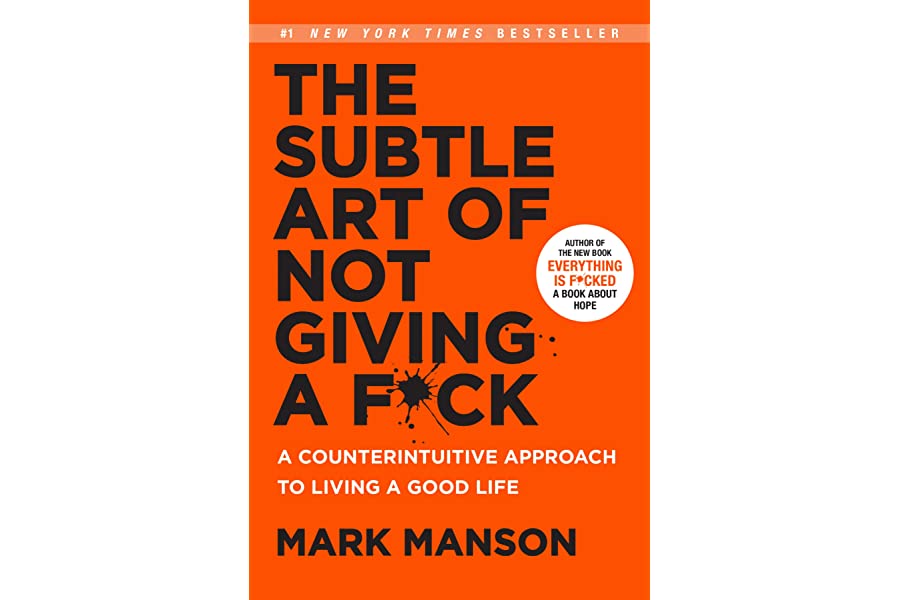 #1 NEW YORK TIMES BESTSELLER
THE
SUBTLE
ART OF
NOT
GIVING
A F*CK
AUTHOR OF
THE NEW BOOK
EVERYTHING
IS F*CKED
A BOOK ABOUT
HOPE
A COUNTERINTUITIVE APPROACH
TO LIVING A GOOD LIFE
MARK MANSON